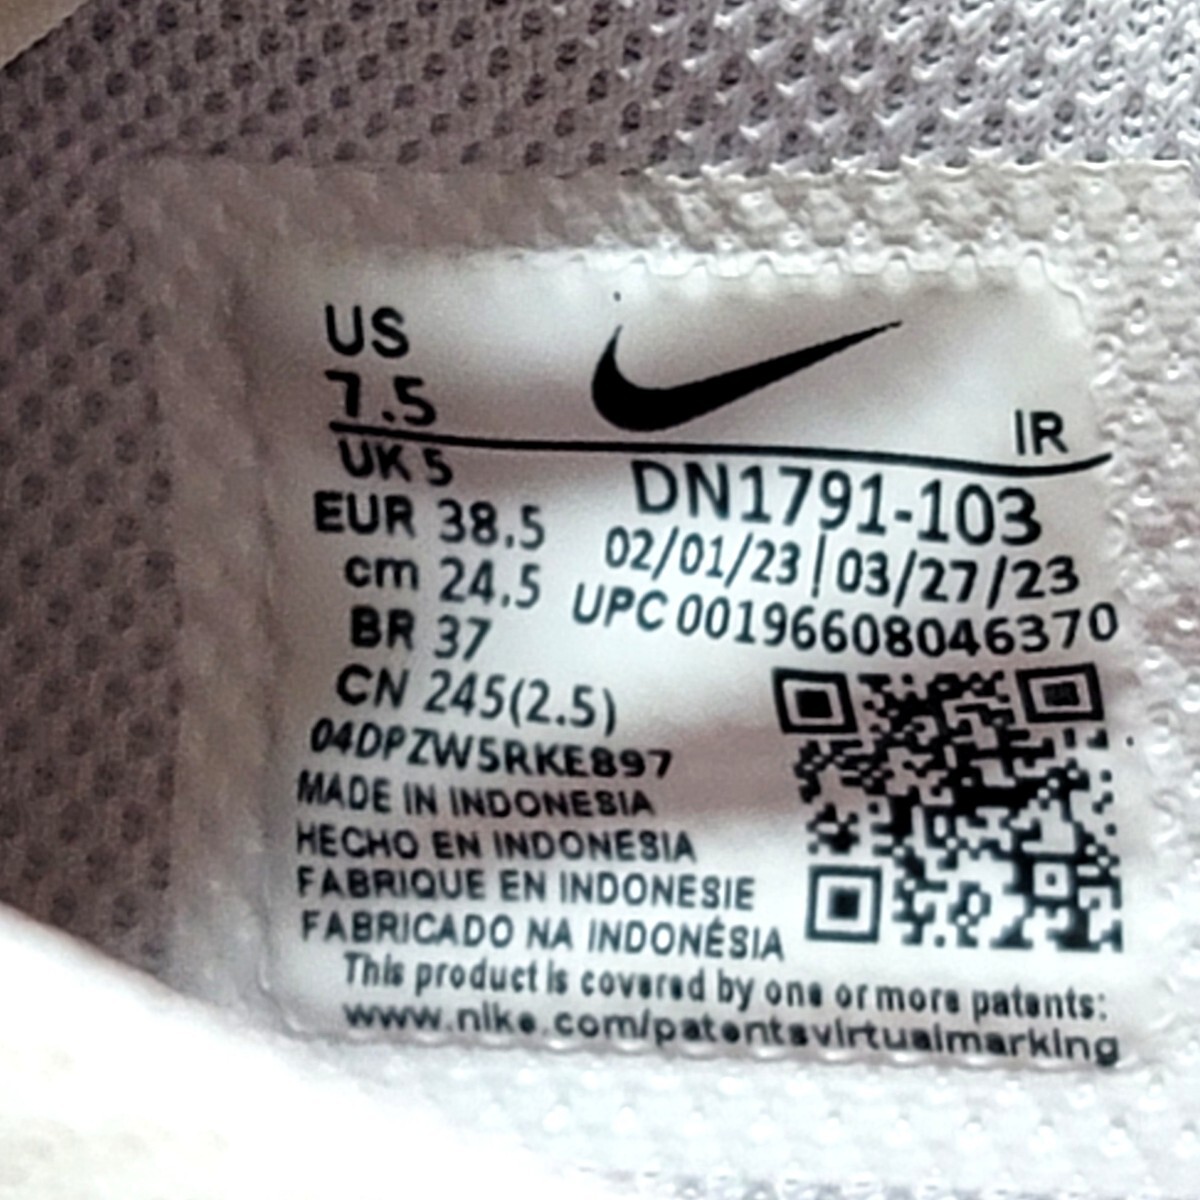 US
7.5
IR
UK 5
DN1791-103
EUR 38.5
02/01/23 | 03/27/23
cm 24.5
UPC 00196608046370
BR 37
CN 245(2.5)
04DPZW5RKE897
MADE IN INDONESIA
HECHO EN INDONESIA
FABRIQUE EN INDONESIE
FABRICADO NA INDONÉSIA
This product is covered by one or more patents:
www.nike.com/patentsvirtualmarking